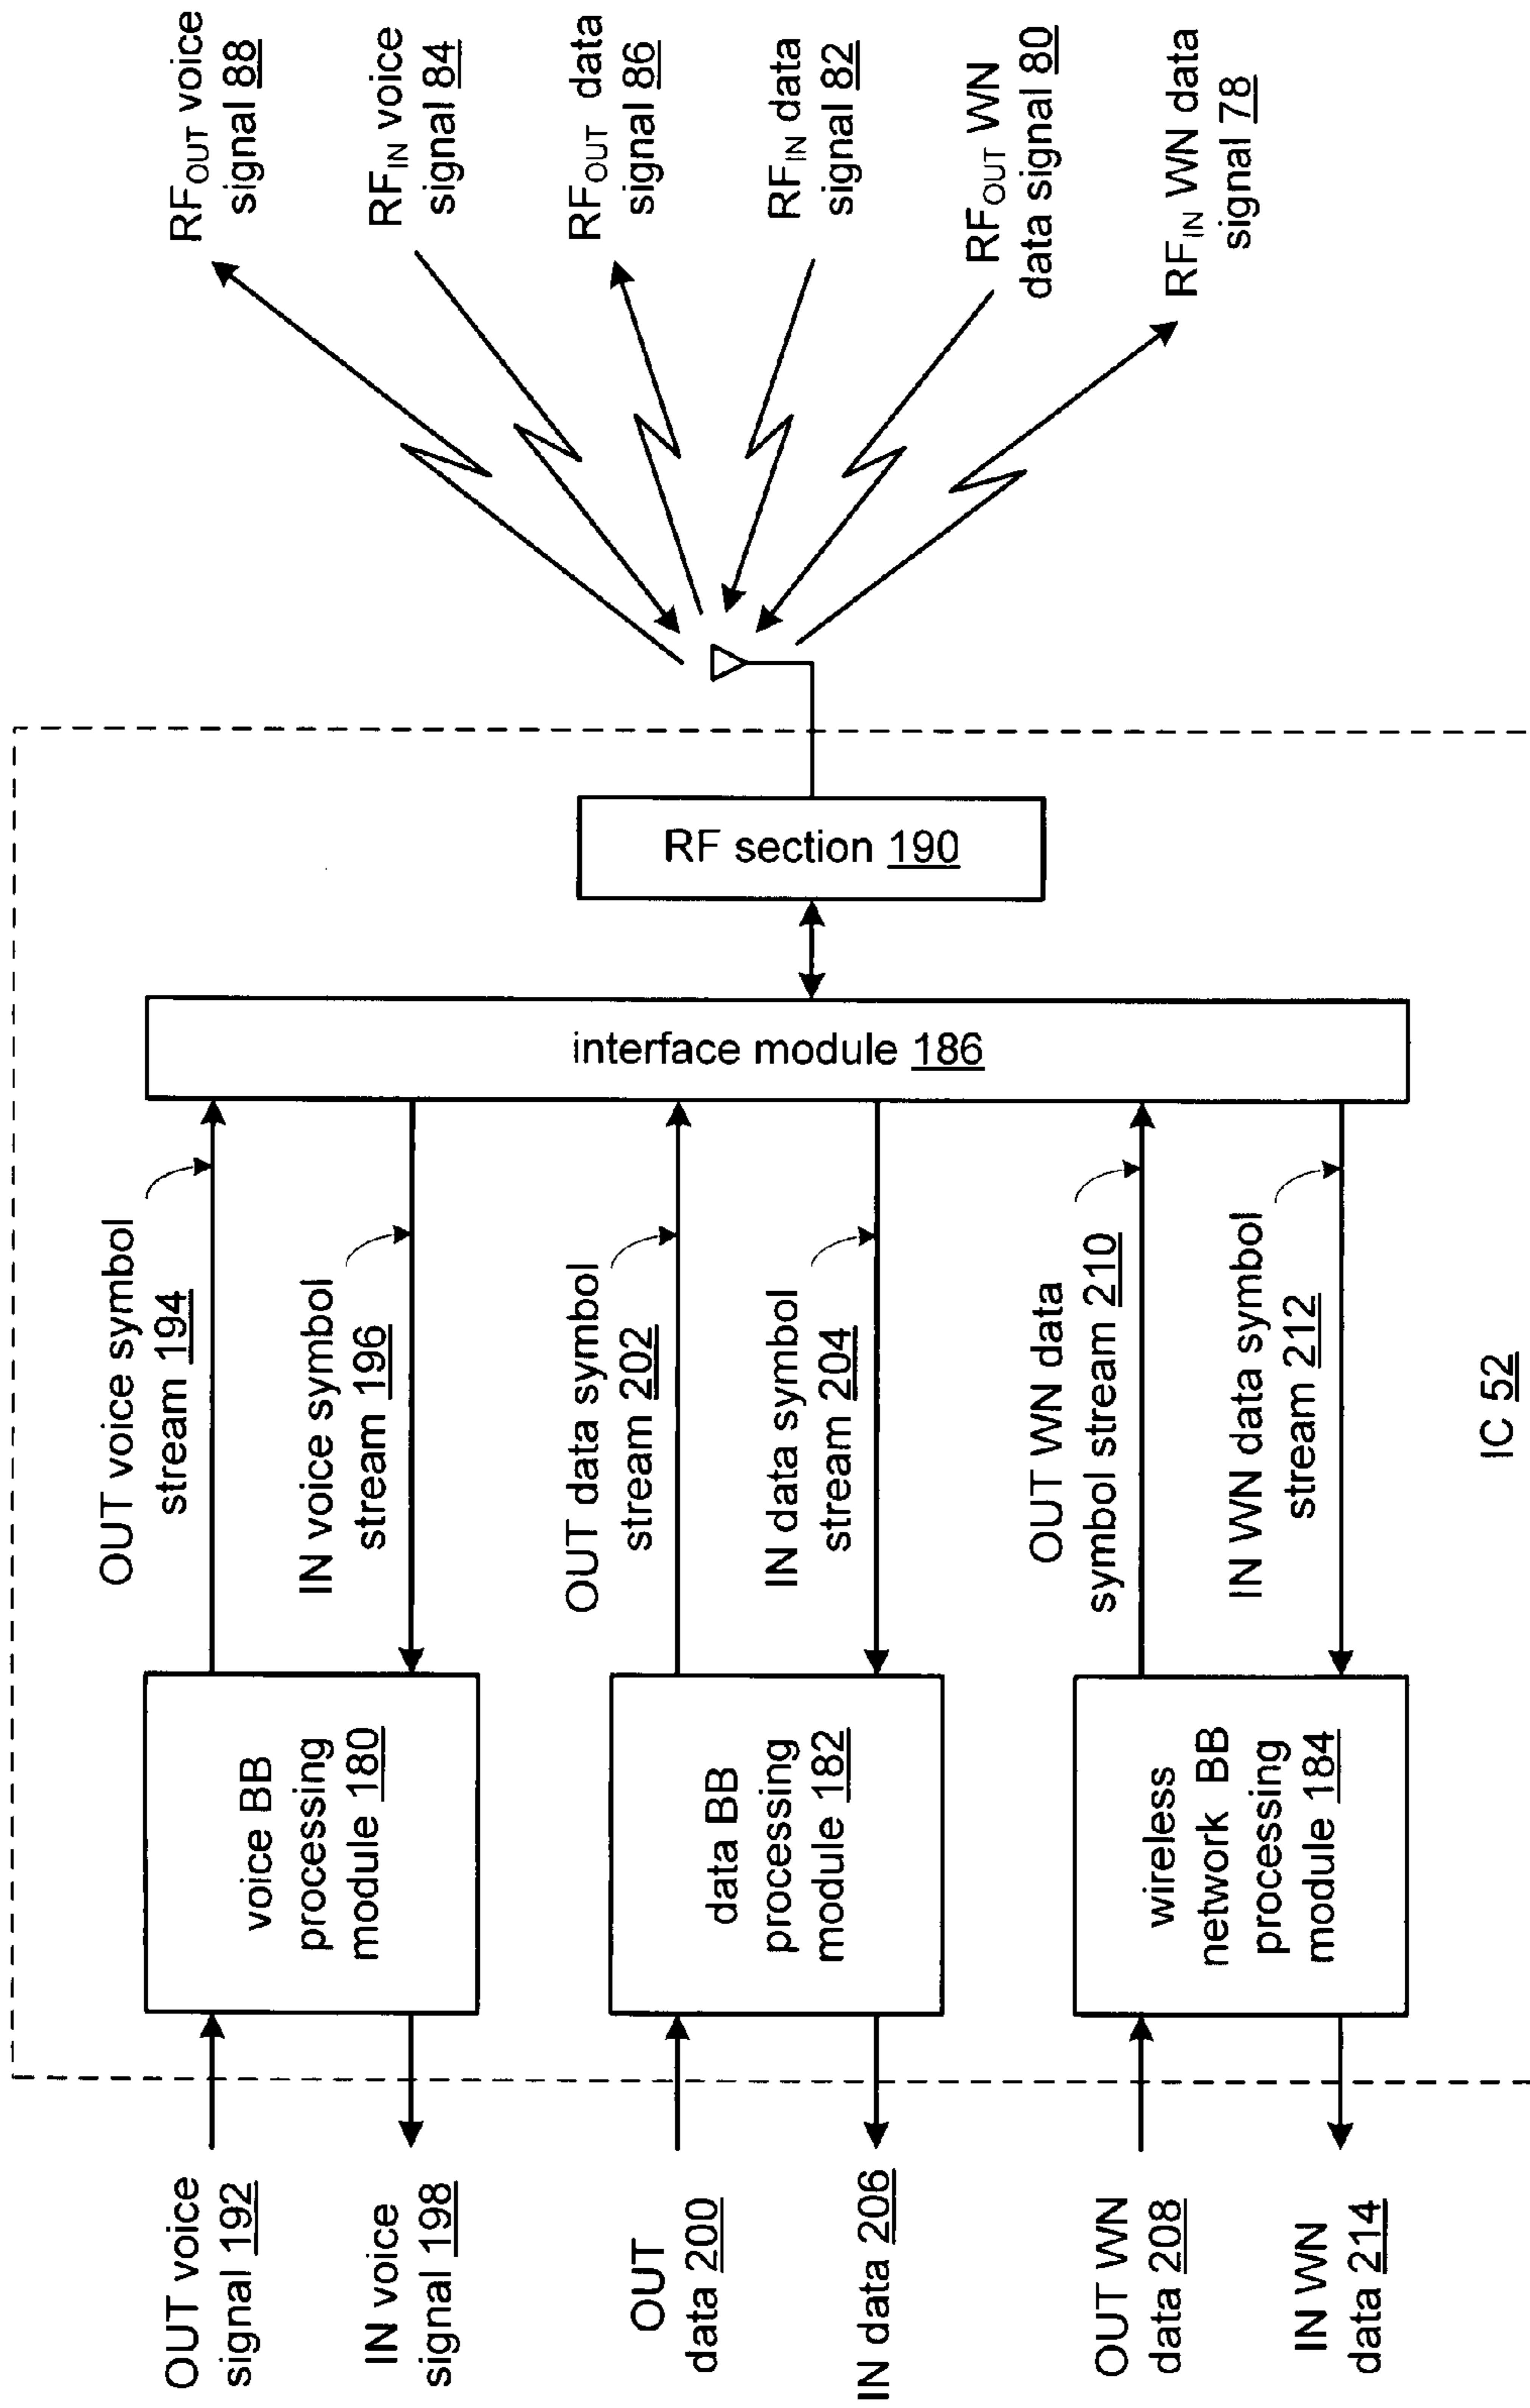 OUT voice
signal 192
IN voice
signal 198
OUT
data 200
IN data 206
OUT WN
data 208
IN WN
data 214
voice BB
processing
module 180
data BB
processing
module 182
wireless
network BB
processing
module 184
OUT voice symbol
stream 194
IN voice symbol
stream 196
OUT data symbol
stream 202
IN data symbol
stream 204
OUT WN data
symbol stream 210
IN WN data symbol
stream 212
interface module 186
RF section 190
RFOUT voice
signal 88
RFIN voice
signal 84
RFOUT data
signal 86
RFIN data
signal 82
RFOUT WN
data signal 80
RFIN WN data
signal 78
IC 52